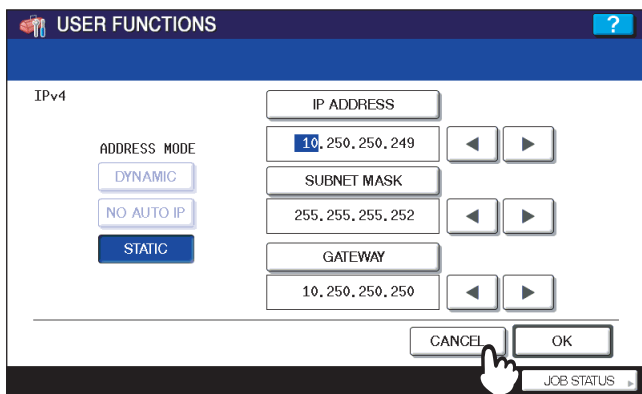 USER FUNCTIONS
?
IPv4
IP ADDRESS
10.250.250.249
ADDRESS MODE
DYNAMIC
SUBNET MASK
NO AUTO IP
255.255.255.252
STATIC
GATEWAY
10.250.250.250
CANCEL
OK
JOB STATUS